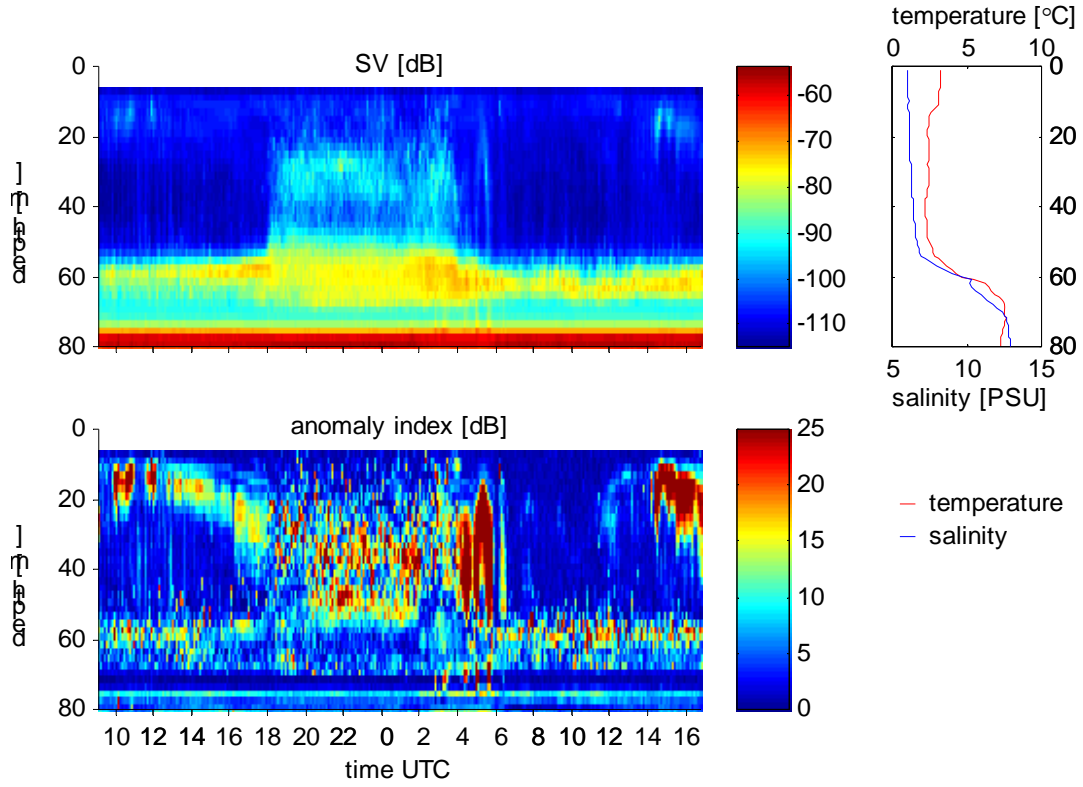 temperature [°C]
0 5 10
SV [dB]
0
20
40
60
80
Depth [m]
-60
-70
-80
-90
-100
-110
0
20
40
60
80
5 10 15
salinity [PSU]
anomaly index [dB]
0
20
40
60
80
Depth [m]
10 12 14 16 18 20 22 0 2 4 6 8 10 12 14 16
time UTC
25
20
15
10
5
0
temperature
salinity